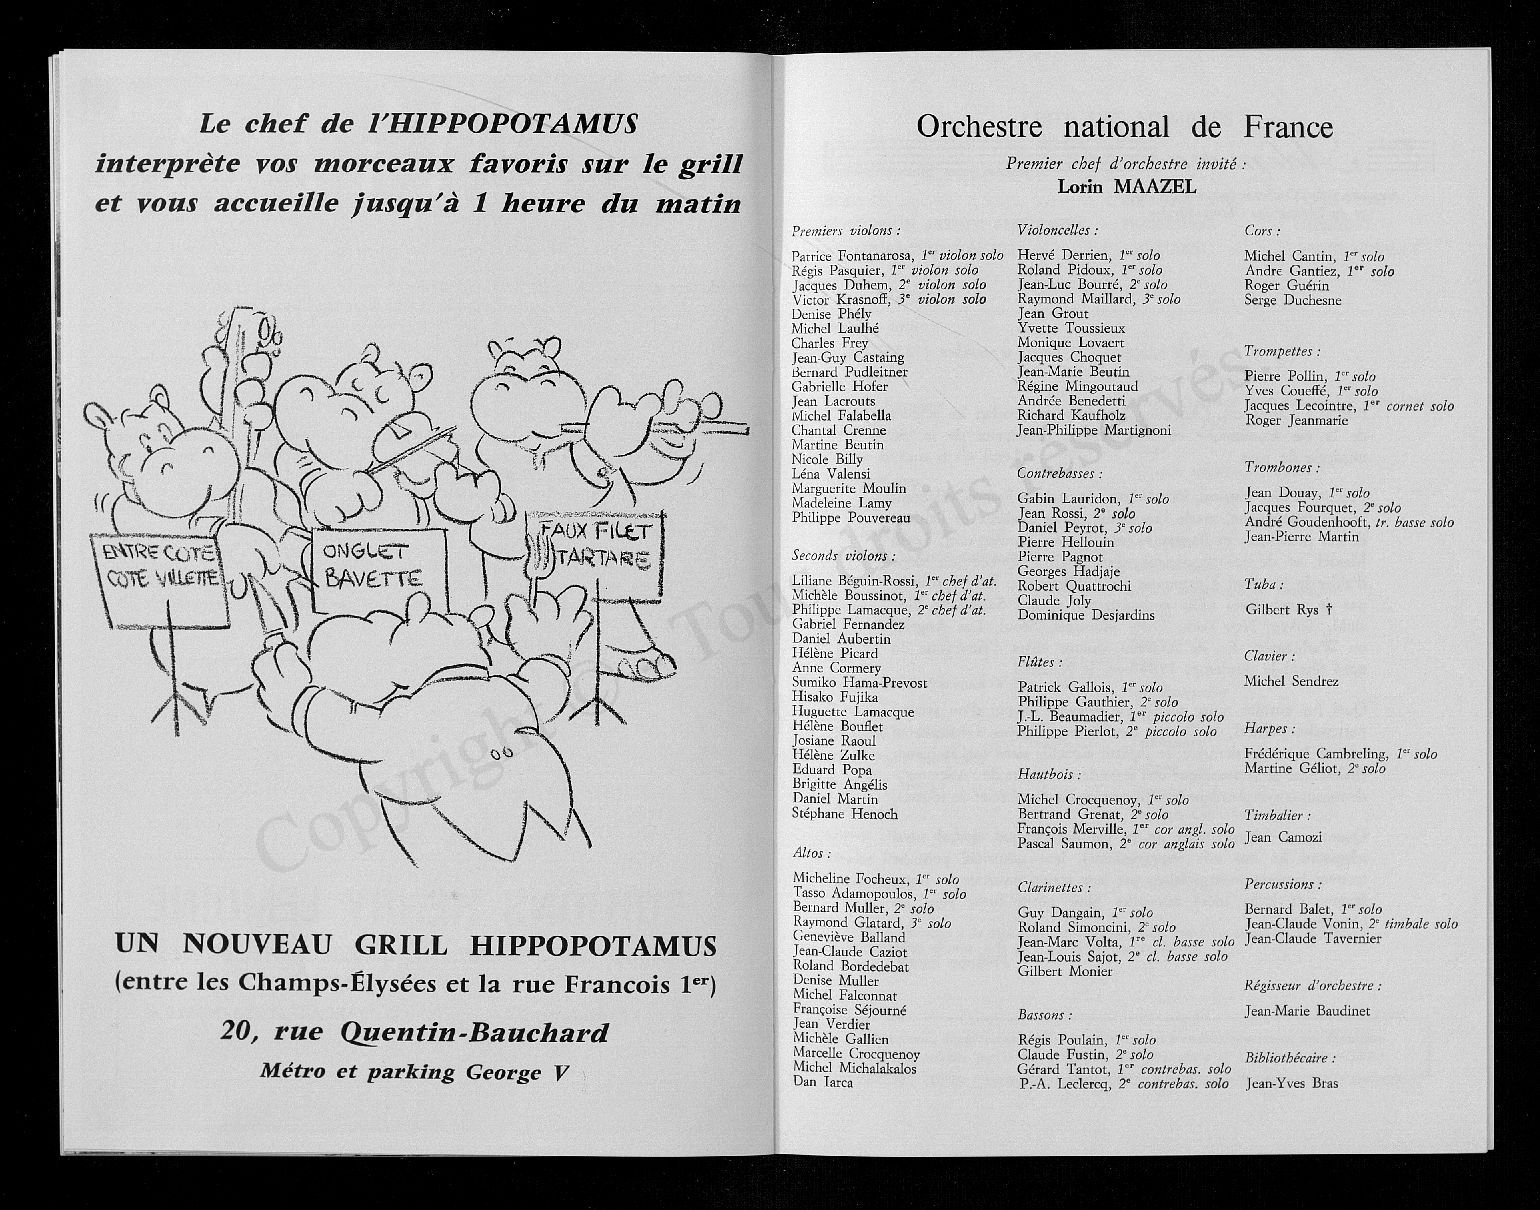 Le chef de l'HIPPOPOTAMUS
interprète vos morceaux favoris sur le grill
et vous accueille jusqu'à 1 heure du matin
ENTRE COTE
COTE VILLETTE
ONGLET
BAVETTE
FAUX FILET
TARTARE
UN NOUVEAU GRILL HIPPOPOTAMUS
(entre les Champs-Élysées et la rue Francois 1er)
20, rue Quentin-Bauchard
Métro et parking George V
Orchestre national de France
Premier chef d'orchestre invité :
Lorin MAAZEL
Premiers violons :
Patrice Fontanarosa, 1er violon solo
Régis Pasquier, 1er violon solo
Jacques Duhem, 2e violon solo
Victor Krasnoff, 3e violon solo
Denise Phély
Michel Laulhé
Charles Frey
Jean-Guy Castaing
Bernard Pudleitner
Gabrielle Hofer
Jean Lacrouts
Michel Falabella
Chantal Crenne
Martine Beutin
Nicole Billy
Léna Valensi
Marguerite Moulin
Madeleine Lamy
Philippe Pouvereau
Seconds violons :
Liliane Béguin-Rossi, 1er chef d'at.
Michèle Boussinot, 1er chef d'at.
Philippe Lamacque, 2e chef d'at.
Gabriel Fernandez
Daniel Aubertin
Hélène Picard
Anne Cormery
Sumiko Hama-Prevost
Hisako Fujika
Huguette Lamacque
Hélène Bouflet
Josiane Raoul
Hélène Zulke
Eduard Popa
Brigitte Angélis
Daniel Martin
Stéphane Henoch
Altos :
Micheline Focheux, 1er solo
Tasso Adamopoulos, 1er solo
Bernard Muller, 2e solo
Raymond Glatard, 3e solo
Geneviève Balland
Jean-Claude Caziot
Roland Bordedebat
Denise Muller
Michel Falconnat
Françoise Séjourné
Jean Verdier
Michèle Gallien
Marcelle Crocquenoy
Michel Michalakalos
Dan Iarca
Violoncelles :
Hervé Derrien, 1er solo
Roland Pidoux, 1er solo
Jean-Luc Bourré, 2e solo
Raymond Maillard, 3e solo
Jean Grout
Yvette Toussieux
Monique Lovaert
Jacques Choquet
Jean-Marie Beutin
Régine Mingoutaud
Andrée Benedetti
Richard Kaufholz
Jean-Philippe Martignoni
Contrebasses :
Gabin Lauridon, 1er solo
Jean Rossi, 2e solo
Daniel Peyrot, 3e solo
Pierre Hellouin
Pierre Pagnot
Georges Hadjaje
Robert Quattrochi
Claude Joly
Dominique Desjardins
Flûtes :
Patrick Gallois, 1er solo
Philippe Gauthier, 2e solo
J.-L. Beaumadier, 1er piccolo solo
Philippe Pierlot, 2e piccolo solo
Hautbois :
Michel Crocquenoy, 1er solo
Bertrand Grenat, 2e solo
François Merville, 1er cor angl. solo
Pascal Saumon, 2e cor anglais solo
Clarinettes :
Guy Dangain, 1er solo
Roland Simoncini, 2e solo
Jean-Marc Volta, 1re cl. basse solo
Jean-Louis Sajot, 2e cl. basse solo
Gilbert Monier
Bassons :
Régis Poulain, 1er solo
Claude Fustin, 2e solo
Gérard Tantot, 1er contrebas. solo
P.-A. Leclercq, 2e contrebas. solo
Cors :
Michel Cantin, 1er solo
Andre Gantiez, 1er solo
Roger Guérin
Serge Duchesne
Trompettes :
Pierre Pollin, 1er solo
Yves Coueffé, 1er solo
Jacques Lecointre, 1er cornet solo
Roger Jeanmarie
Trombones :
Jean Douay, 1er solo
Jacques Fourquet, 2e solo
André Goudenhooft, tr. basse solo
Jean-Pierre Martin
Tuba :
Gilbert Rys †
Clavier :
Michel Sendrez
Harpes :
Frédérique Cambreling, 1er solo
Martine Géliot, 2e solo
Timbalier :
Jean Camozi
Percussions :
Bernard Balet, 1er solo
Jean-Claude Vonin, 2e timbale solo
Jean-Claude Tavernier
Régisseur d'orchestre :
Jean-Marie Baudinet
Bibliothécaire :
Jean-Yves Bras
Copyright © Tous droits réservés